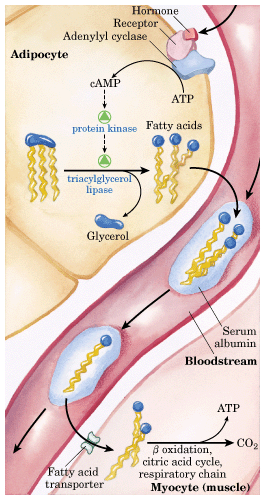 Hormone
Receptor
Adenylyl cyclase
Adipocyte
cAMP
ATP
protein kinase
Fatty acids
triacylglycerol
lipase
Glycerol
Serum
albumin
Bloodstream
ATP
CO2
β oxidation,
citric acid cycle,
respiratory chain
Fatty acid
transporter
Myocyte (muscle)